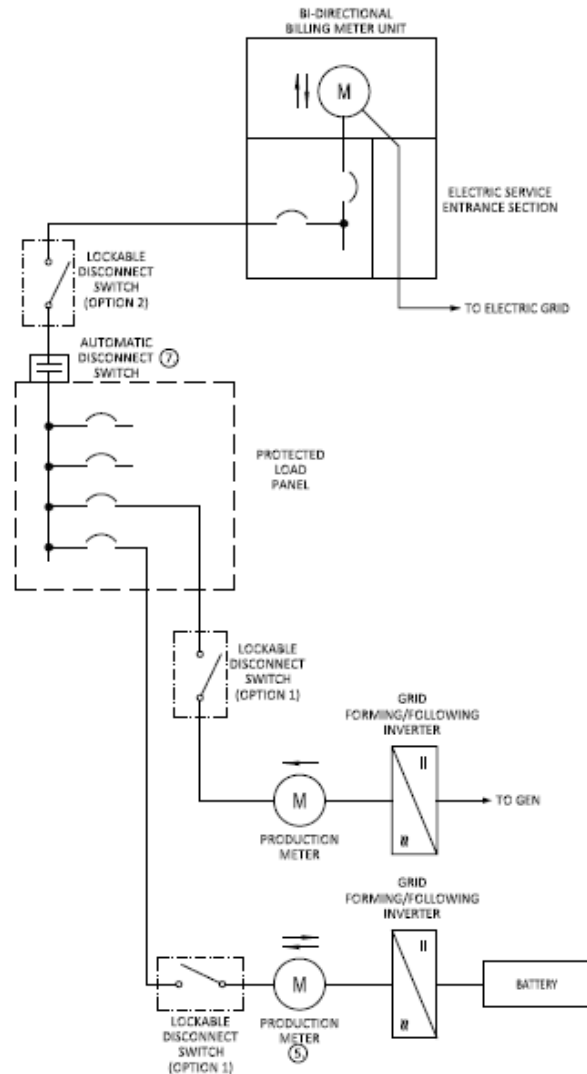 BI-DIRECTIONAL
BILLING METER UNIT
M
ELECTRIC SERVICE
ENTRANCE SECTION
LOCKABLE
DISCONNECT
SWITCH
(OPTION 2)
TO ELECTRIC GRID
AUTOMATIC
DISCONNECT 7
SWITCH
PROTECTED
LOAD
PANEL
LOCKABLE
DISCONNECT
SWITCH
(OPTION 1)
GRID
FORMING/FOLLOWING
INVERTER
M
TO GEN
PRODUCTION
METER
GRID
FORMING/FOLLOWING
INVERTER
M
BATTERY
LOCKABLE
DISCONNECT
SWITCH
(OPTION 1)
PRODUCTION
METER
5